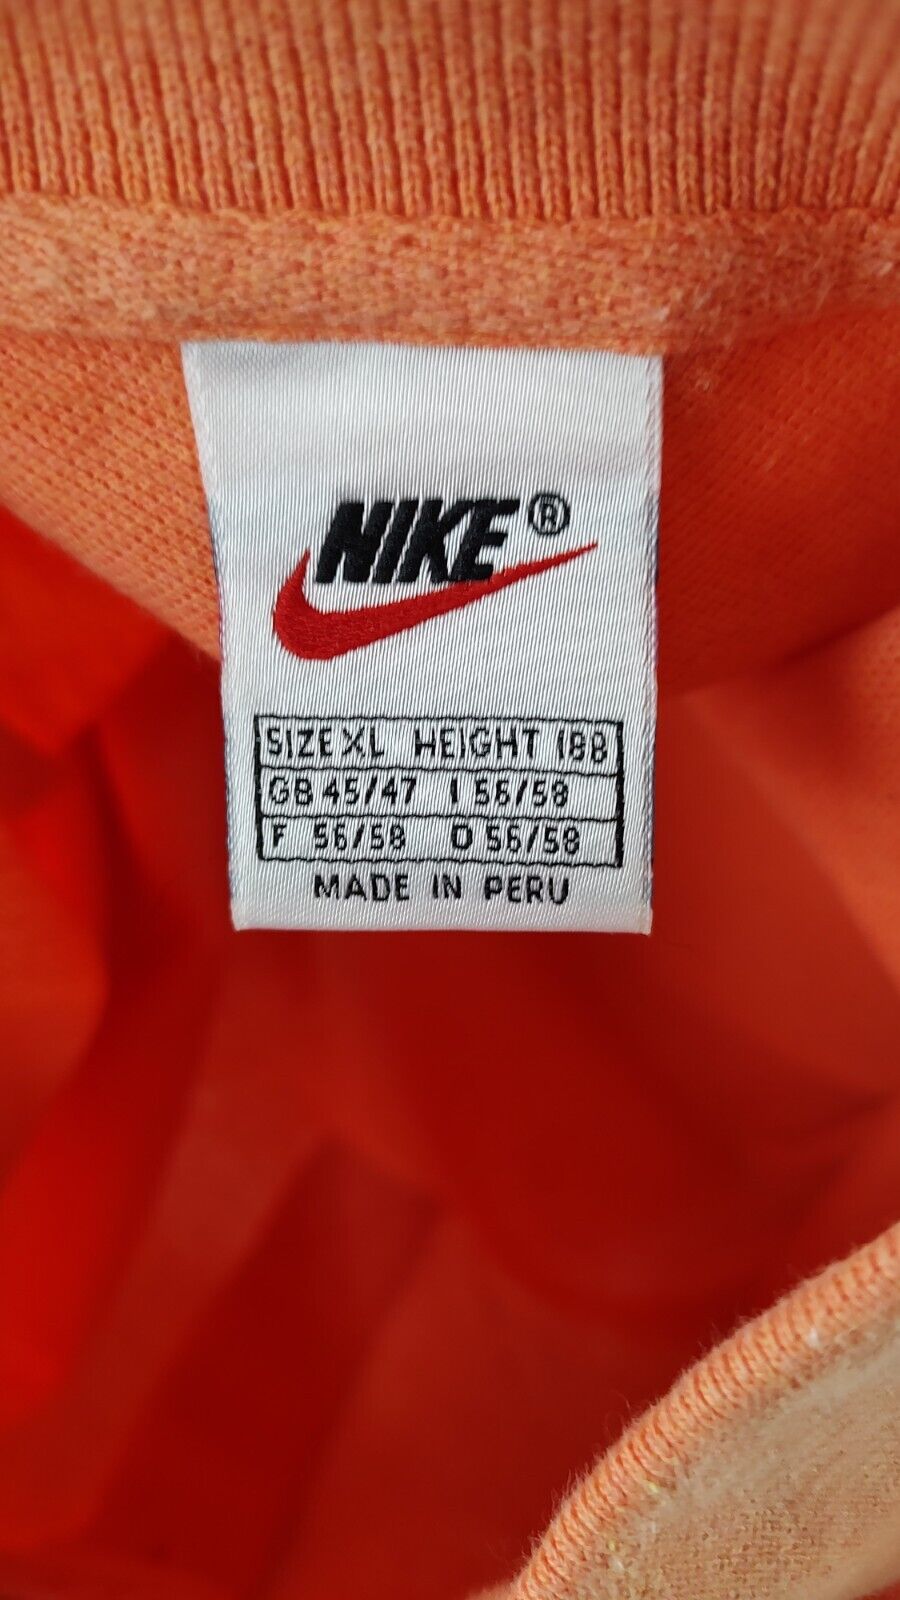 NIKE®
SIZE XL HEIGHT 188
GB 45/47 I 56/58
F 56/58 D 56/58
MADE IN PERU